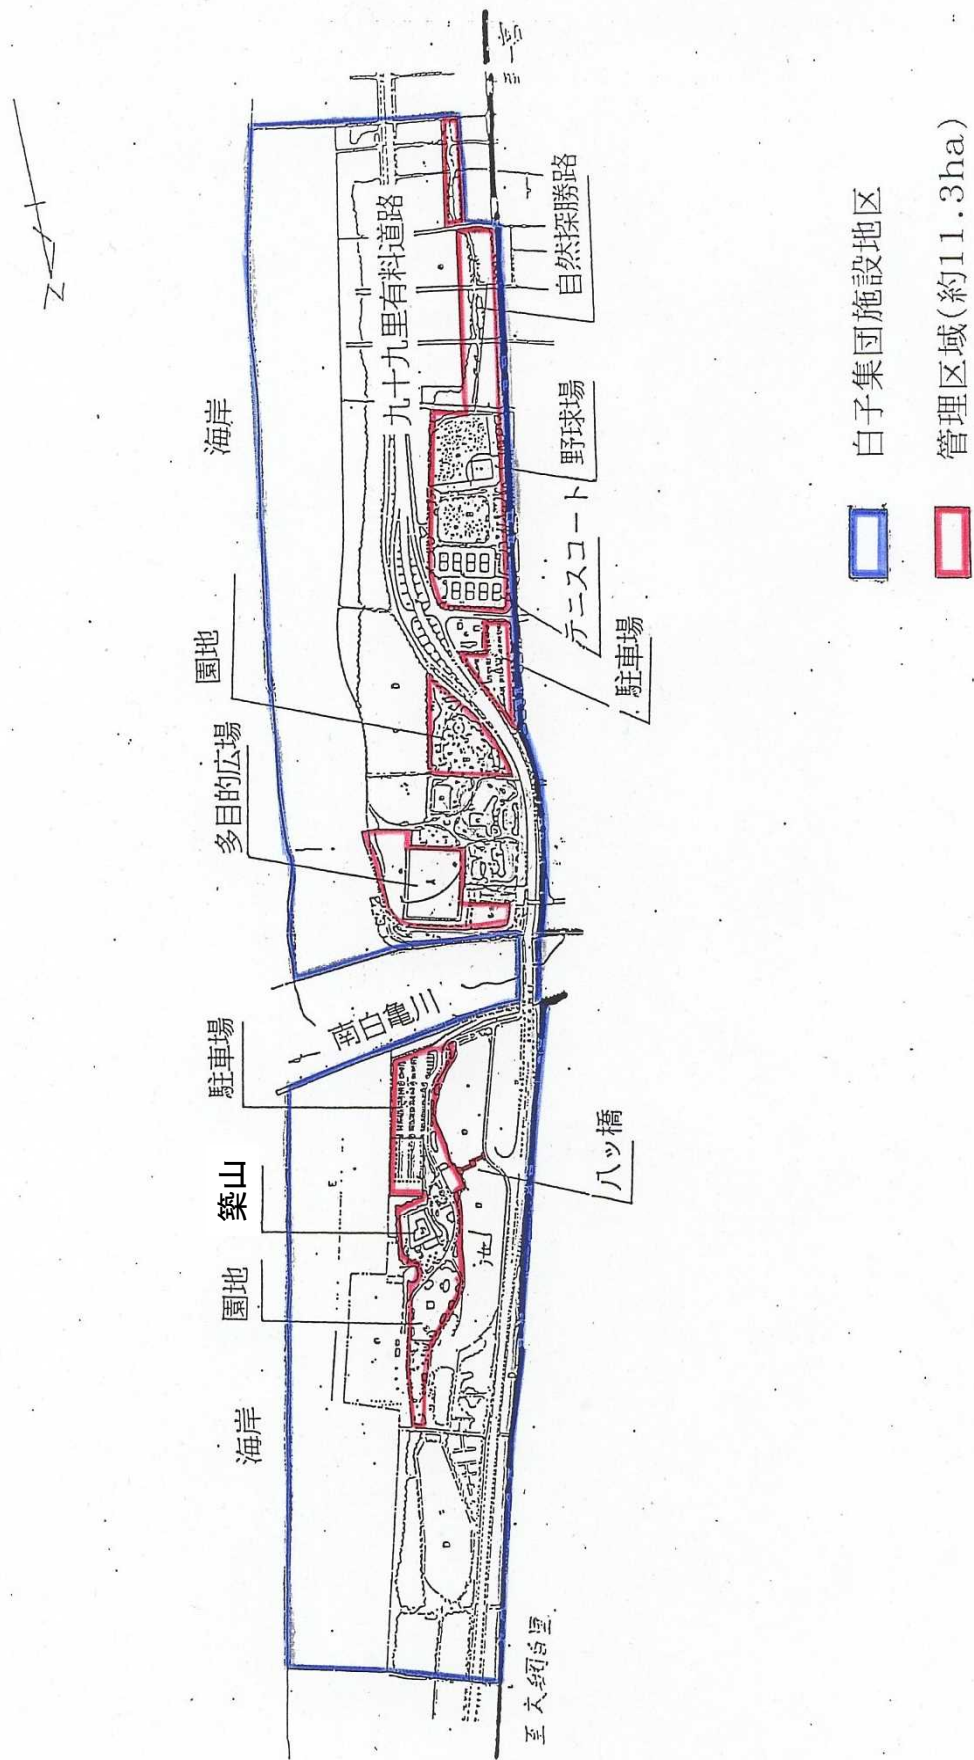 海岸
園地
築山
駐車場
南白亀川
多目的広場
園地
海岸
九十九里有料道路
八ッ橋
池
駐車場
テニスコート
野球場
自然探勝路
至一宮
至大網白里
白子集団施設地区
管理区域(約11.3ha)
N